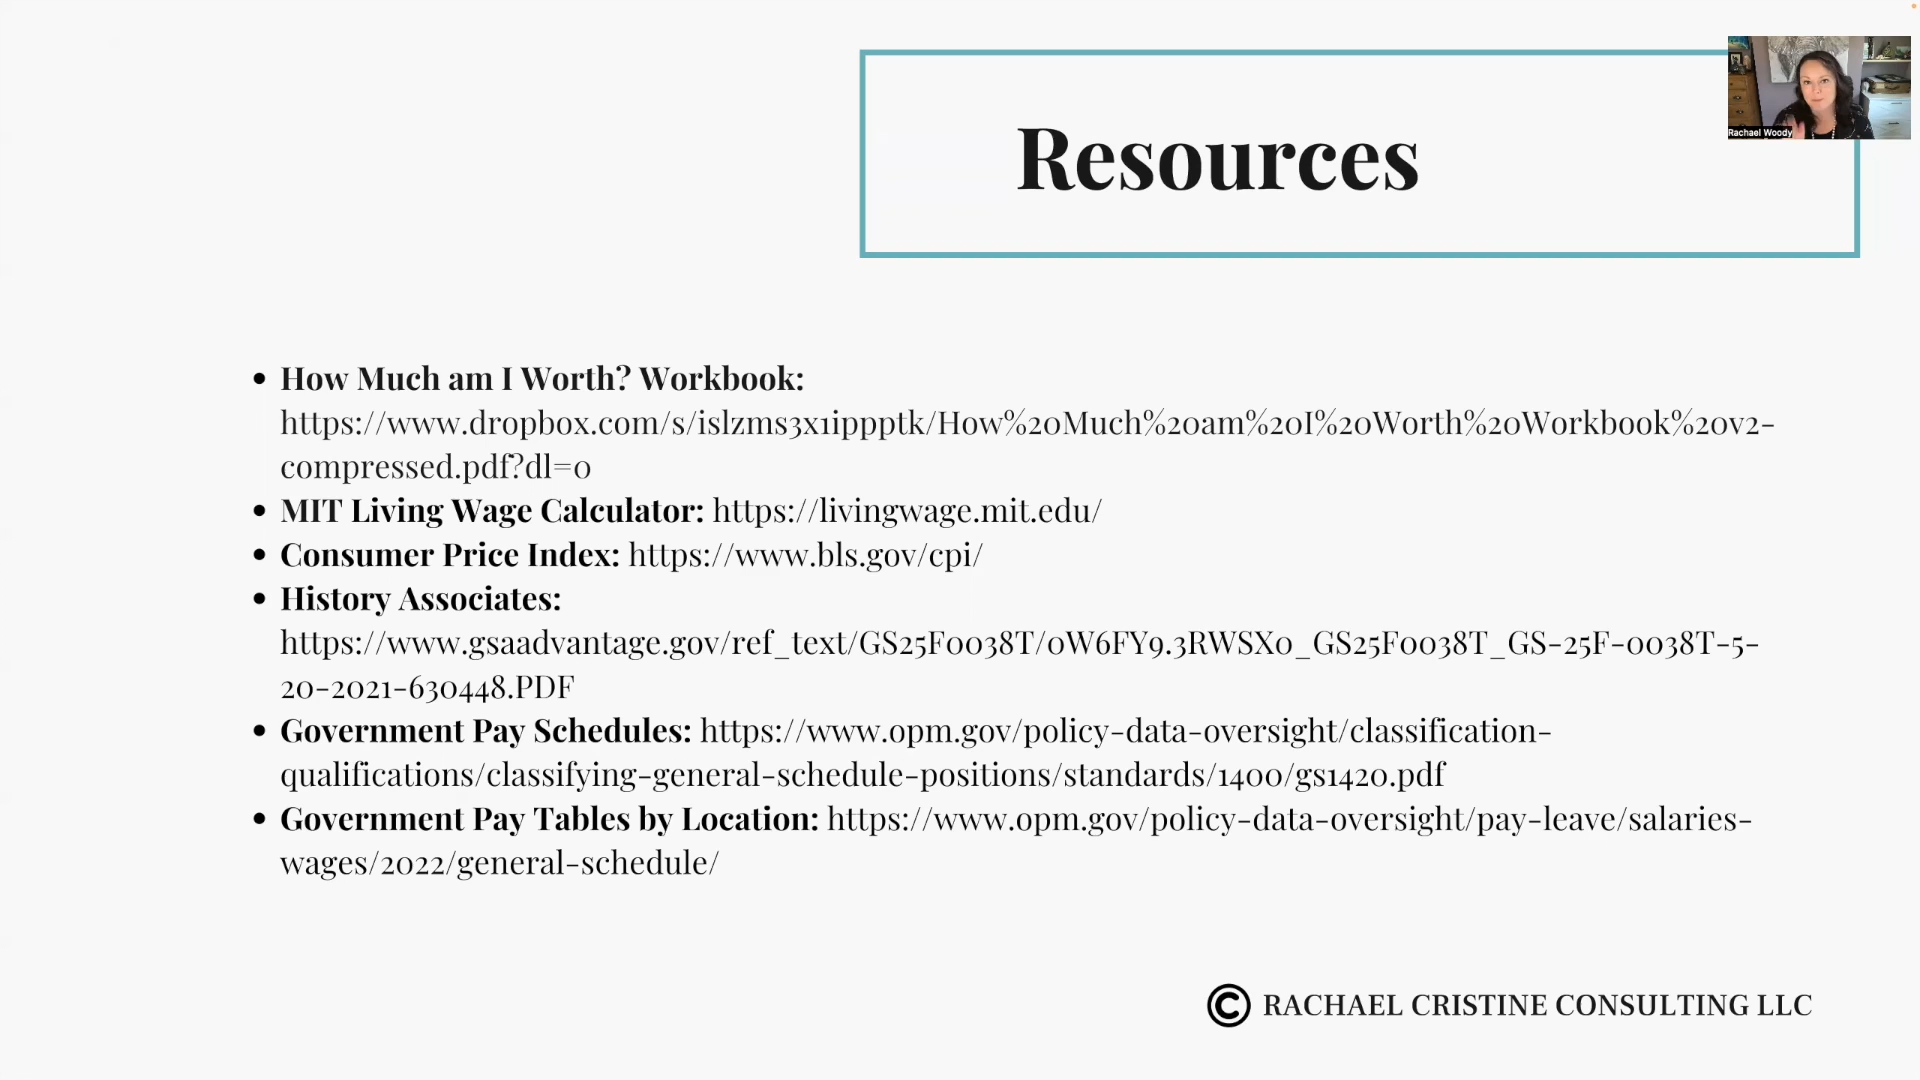 Resources
Rachael Woody
• How Much am I Worth? Workbook:
https://www.dropbox.com/s/islzms3x1ippptk/How%20Much%20am%20I%20Worth%20Workbook%20v2-
compressed.pdf?dl=0
• MIT Living Wage Calculator: https://livingwage.mit.edu/
• Consumer Price Index: https://www.bls.gov/cpi/
• History Associates:
https://www.gsaadvantage.gov/ref_text/GS25F0038T/0W6FY9.3RWSX0_GS25F0038T_GS-25F-0038T-5-
20-2021-630448.PDF
• Government Pay Schedules: https://www.opm.gov/policy-data-oversight/classification-
qualifications/classifying-general-schedule-positions/standards/1400/gs1420.pdf
• Government Pay Tables by Location: https://www.opm.gov/policy-data-oversight/pay-leave/salaries-
wages/2022/general-schedule/
© RACHAEL CRISTINE CONSULTING LLC